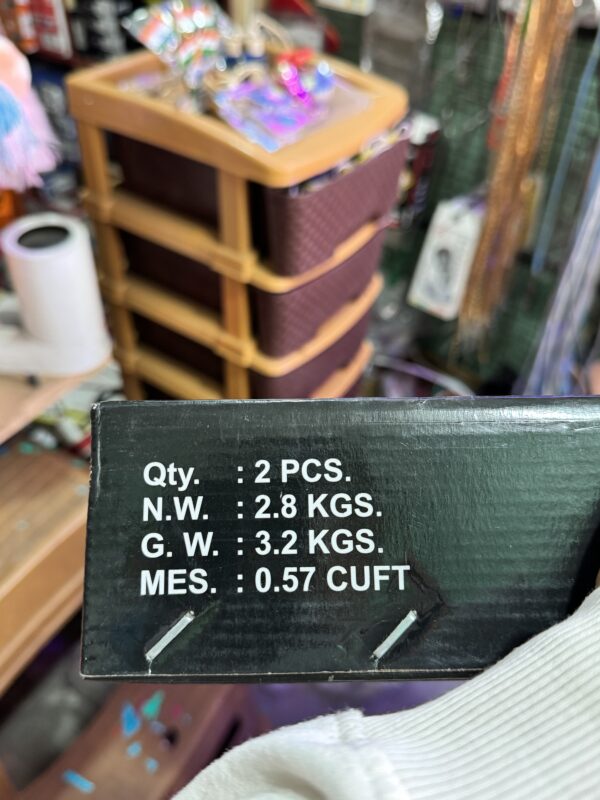 Qty. : 2 PCS.
N.W. : 2.8 KGS.
G. W. : 3.2 KGS.
MES. : 0.57 CUFT